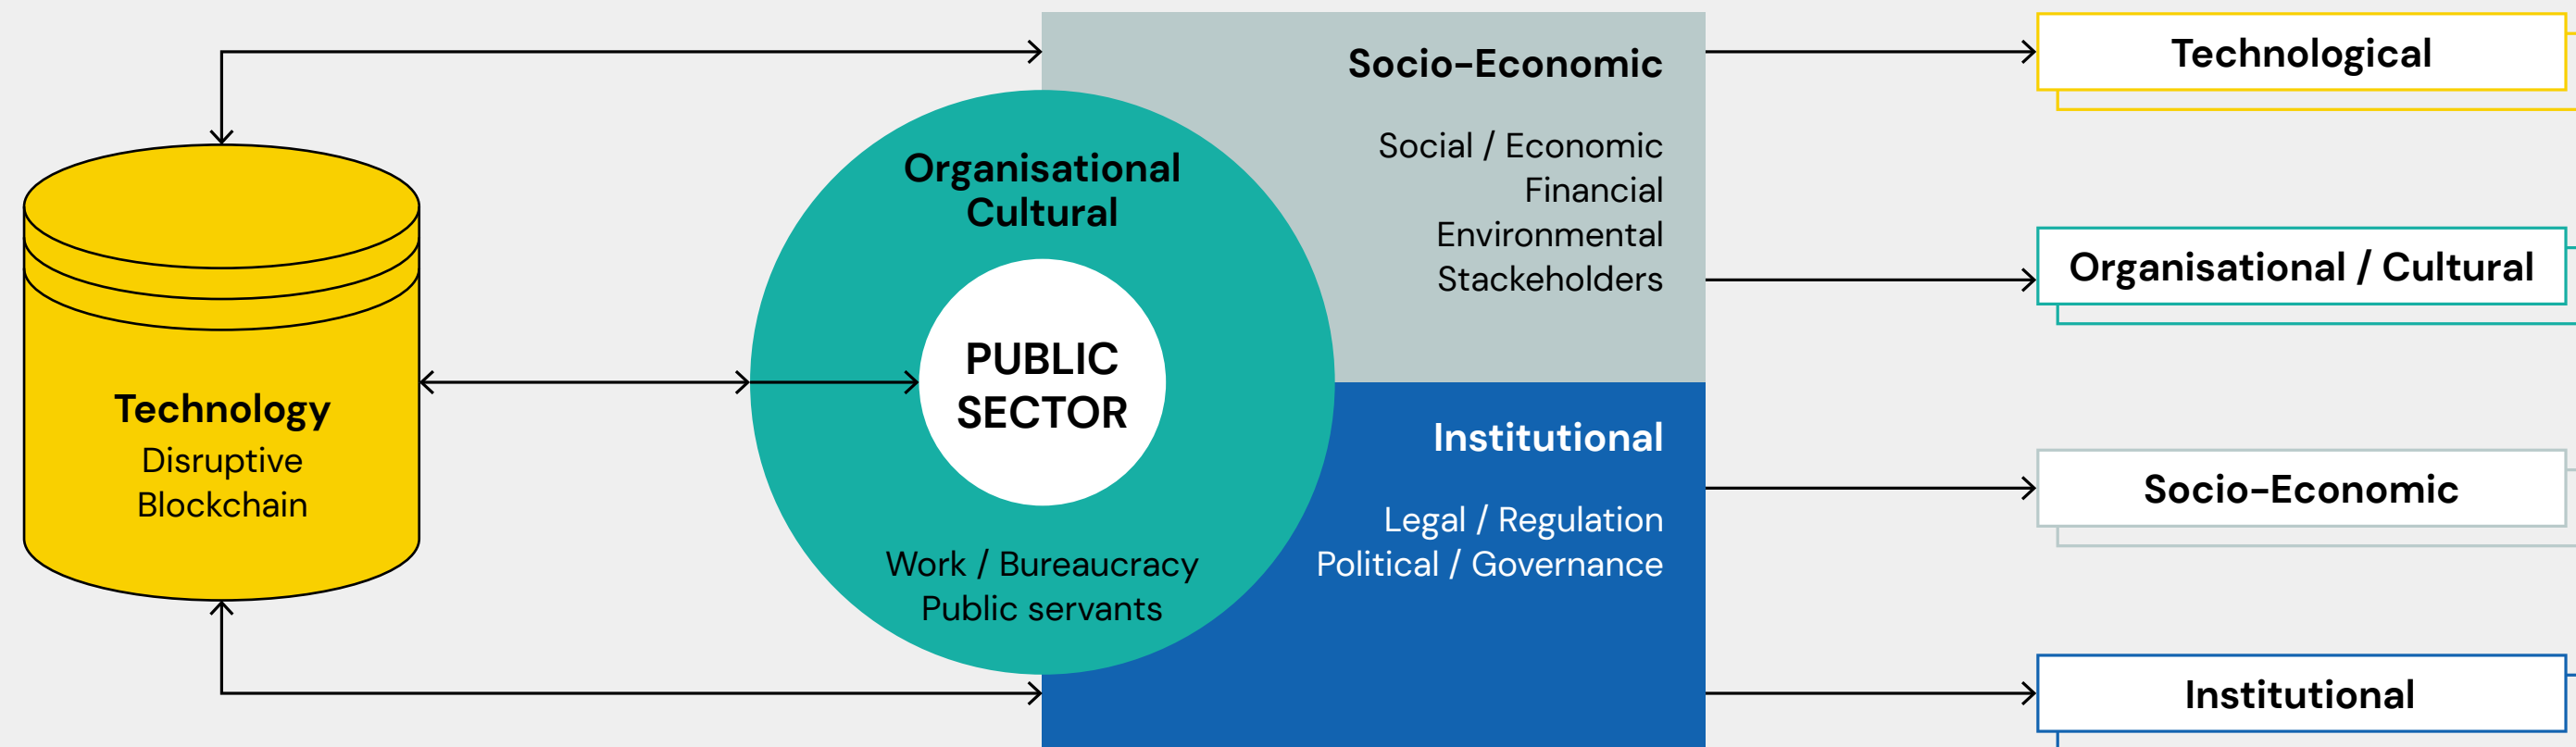 Technology
Disruptive
Blockchain
Organisational
Cultural
PUBLIC
SECTOR
Work / Bureaucracy
Public servants
Socio-Economic
Social / Economic
Financial
Environmental
Stackeholders
Institutional
Legal / Regulation
Political / Governance
Technological
Organisational / Cultural
Socio-Economic
Institutional